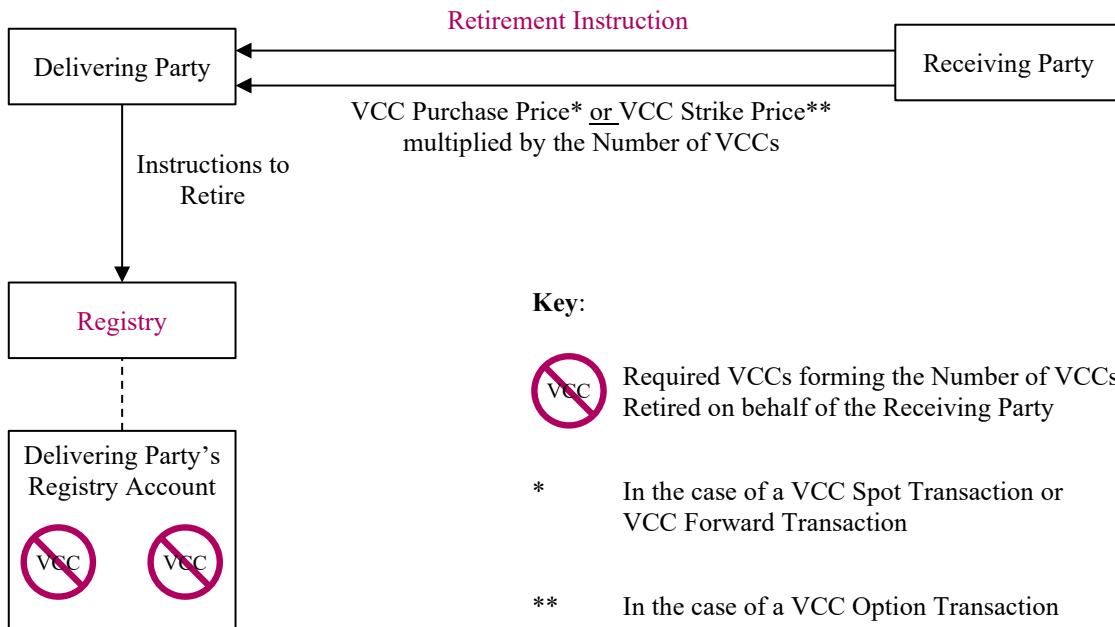 Retirement Instruction
Delivering Party
Receiving Party
VCC Purchase Price* or VCC Strike Price**
multiplied by the Number of VCCs
Instructions to
Retire
Registry
Key:
VCC
Required VCCs forming the Number of VCCs
Retired on behalf of the Receiving Party
Delivering Party’s
Registry Account
VCC VCC
* In the case of a VCC Spot Transaction or
VCC Forward Transaction
** In the case of a VCC Option Transaction